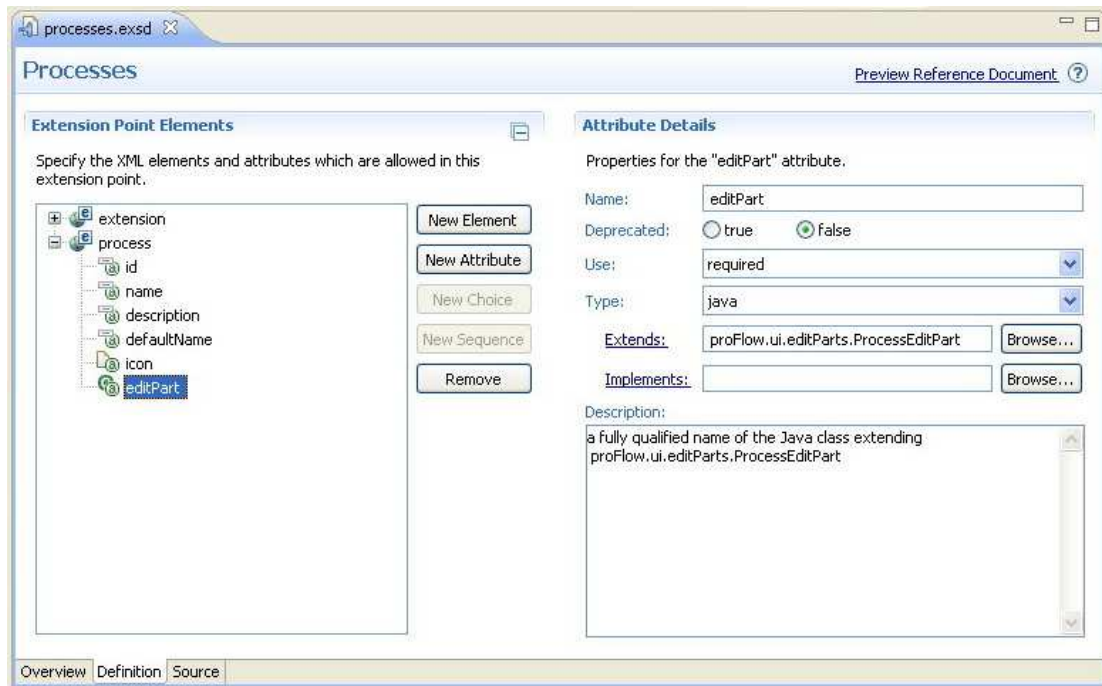 processes.exsd
Processes
Preview Reference Document
?
Extension Point Elements
Specify the XML elements and attributes which are allowed in this
extension point.
extension
process
id
name
description
defaultName
icon
editPart
New Element
New Attribute
New Choice
New Sequence
Remove
Attribute Details
Properties for the "editPart" attribute.
Name: editPart
Deprecated: true false
Use: required
Type: java
Extends: proFlow.ui.editParts.ProcessEditPart Browse...
Implements: Browse...
Description:
a fully qualified name of the Java class extending
proFlow.ui.editParts.ProcessEditPart
Overview Definition Source